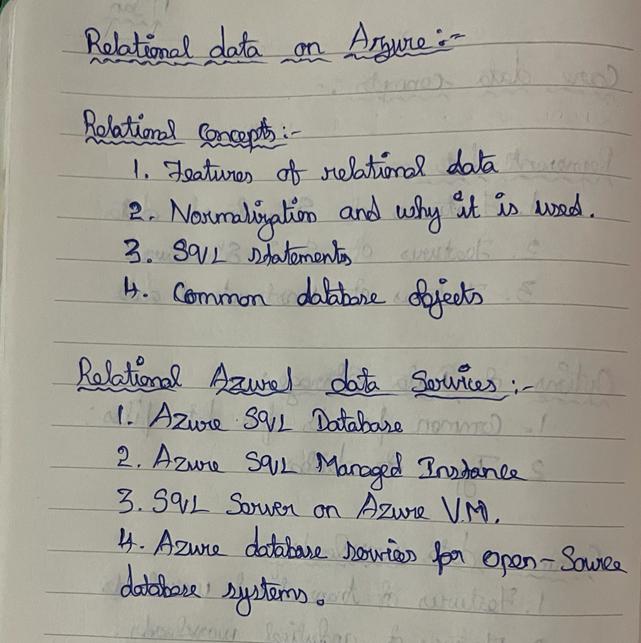 Relational data on Azure :-
Relational Concepts :-
1. Features of relational data
2. Normalization and why it is used.
3. SQL statements
4. Common database objects
Relational Azure data Services :-
1. Azure SQL Database
2. Azure SQL Managed Instance
3. SQL Server on Azure VM.
4. Azure database services for open-Source
database systems.